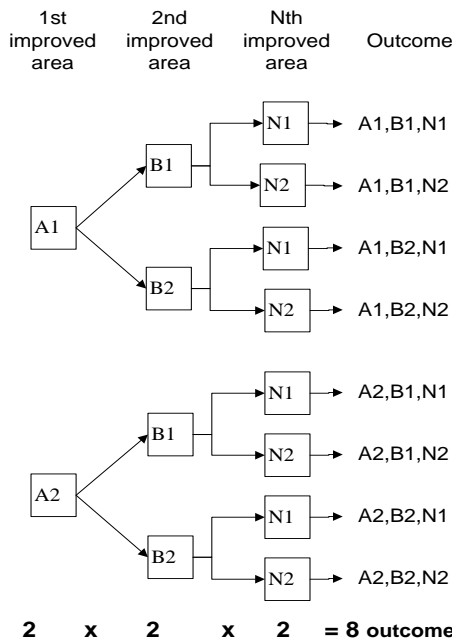 1st improved area
2nd improved area
Nth improved area
Outcome
N1
A1,B1,N1
B1
N2
A1,B1,N2
A1
N1
A1,B2,N1
B2
N2
A1,B2,N2
N1
A2,B1,N1
B1
N2
A2,B1,N2
A2
N1
A2,B2,N1
B2
N2
A2,B2,N2
2 x 2 x 2 = 8 outcome